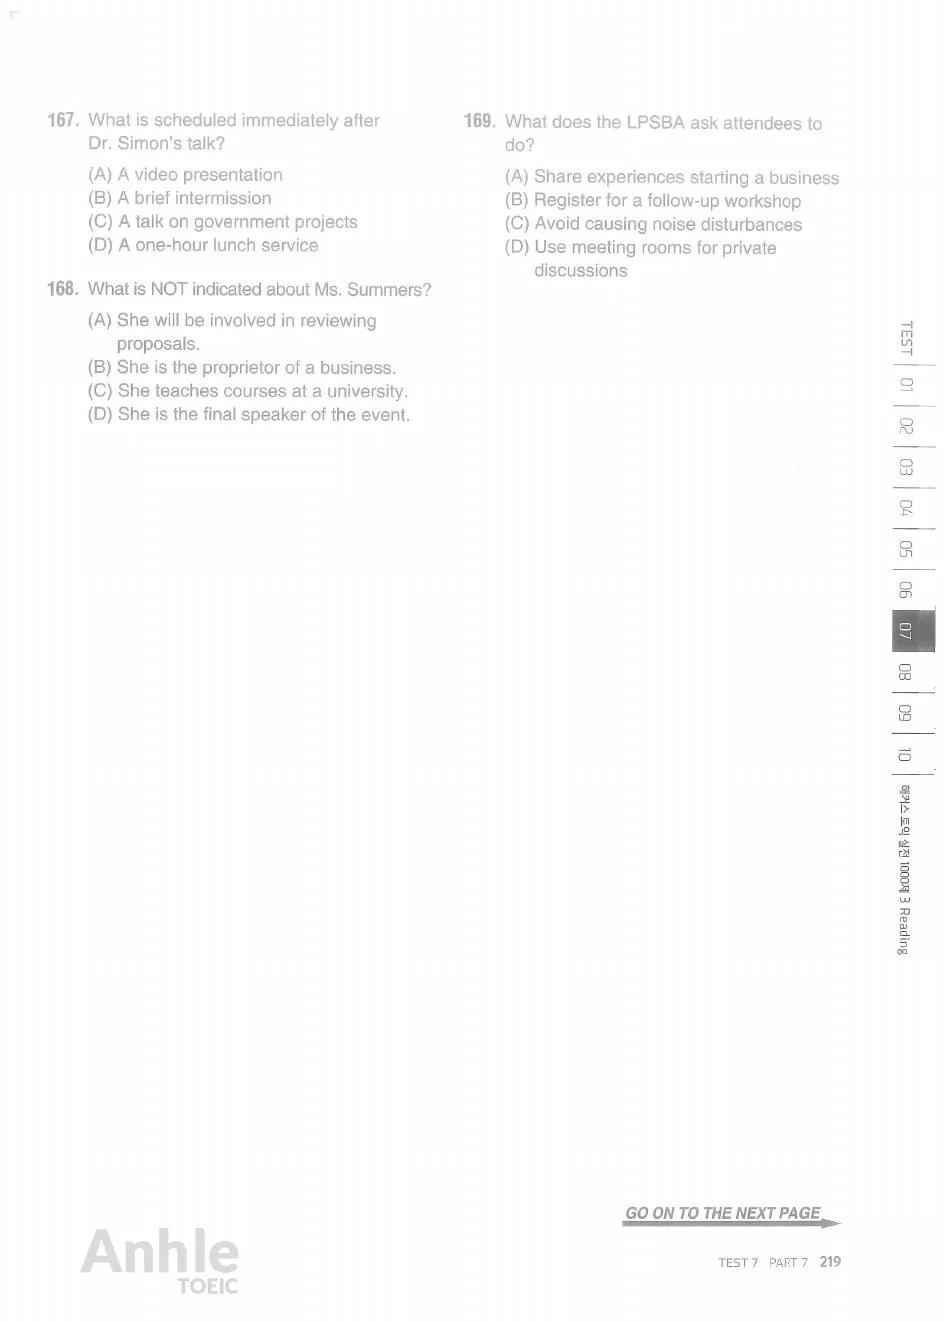 167. What is scheduled immediately after
Dr. Simon's talk?
(A) A video presentation
(B) A brief intermission
(C) A talk on government projects
(D) A one-hour lunch service
168. What is NOT indicated about Ms. Summers?
(A) She will be involved in reviewing
proposals.
(B) She is the proprietor of a business.
(C) She teaches courses at a university.
(D) She is the final speaker of the event.
169. What does the LPSBA ask attendees to
do?
(A) Share experiences starting a business
(B) Register for a follow-up workshop
(C) Avoid causing noise disturbances
(D) Use meeting rooms for private
discussions
TEST
01
02
03
04
05
06
07
08
09
10
해커스 토익 실전 1000제 3 Reading
GO ON TO THE NEXT PAGE
Anhle
TOEIC
TEST 7 PART 7 219